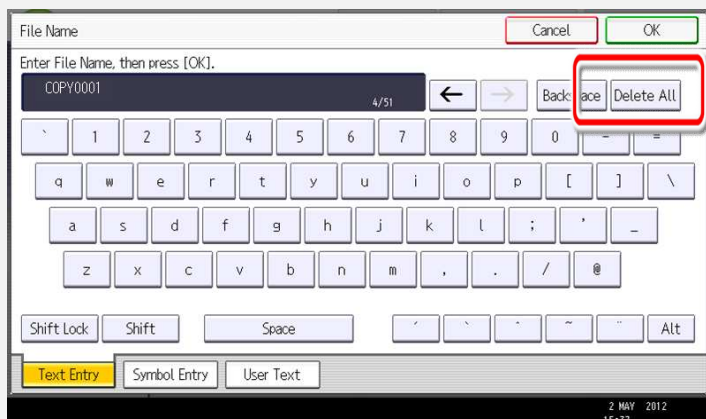 File Name Cancel OK
Enter File Name, then press [OK].
COPY0001
4/51 ← → Delete All
` 1 2 3 4 5 6 7 8 9 0 - =
q w e r t y u i o p [ ] \
a s d f g h j k l ; ' _
z x c v b n m , . / @
Shift Lock Shift Space ´ ` ^ ~ ¨ Alt
Text Entry Symbol Entry User Text
2 MAY 2012